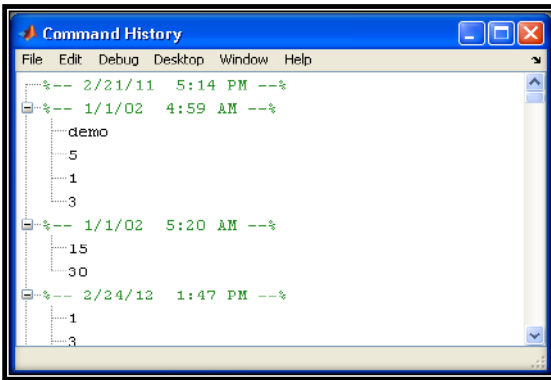 Command History
File Edit Debug Desktop Window Help
%-- 2/21/11 5:14 PM --%
%-- 1/1/02 4:59 AM --%
demo
5
1
3
%-- 1/1/02 5:20 AM --%
15
30
%-- 2/24/12 1:47 PM --%
1
3